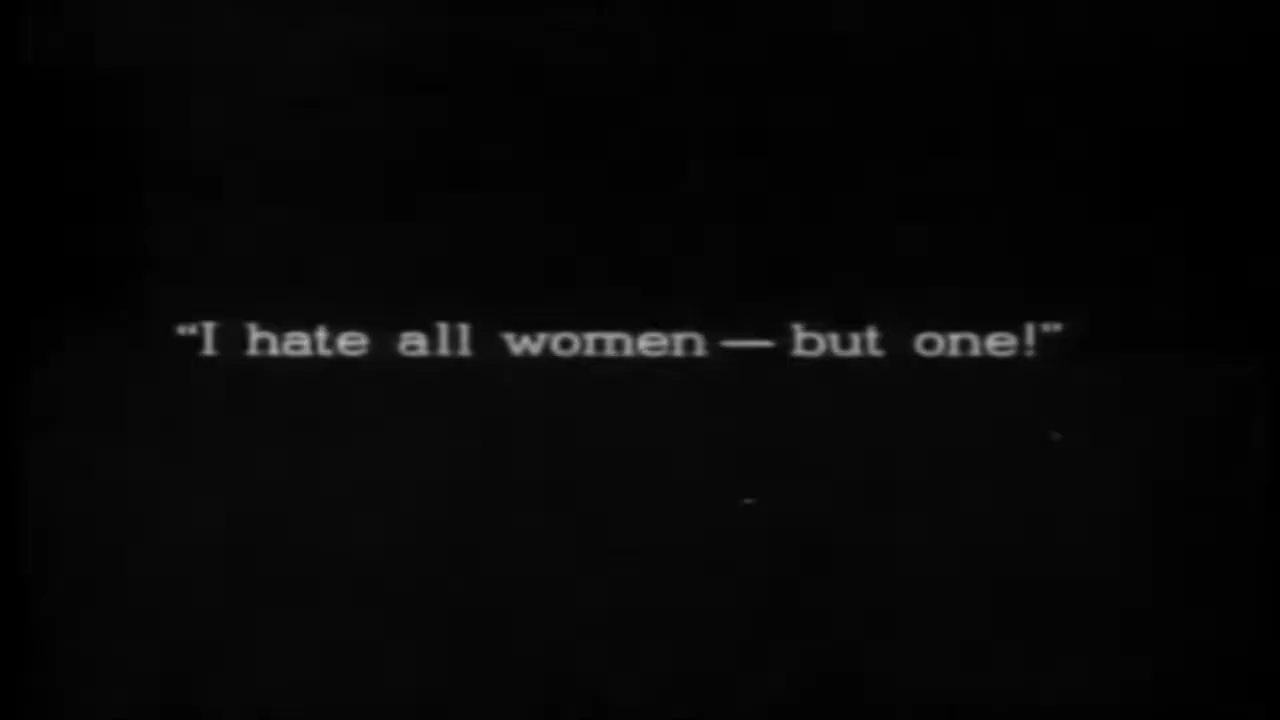 “I hate all women — but one!”